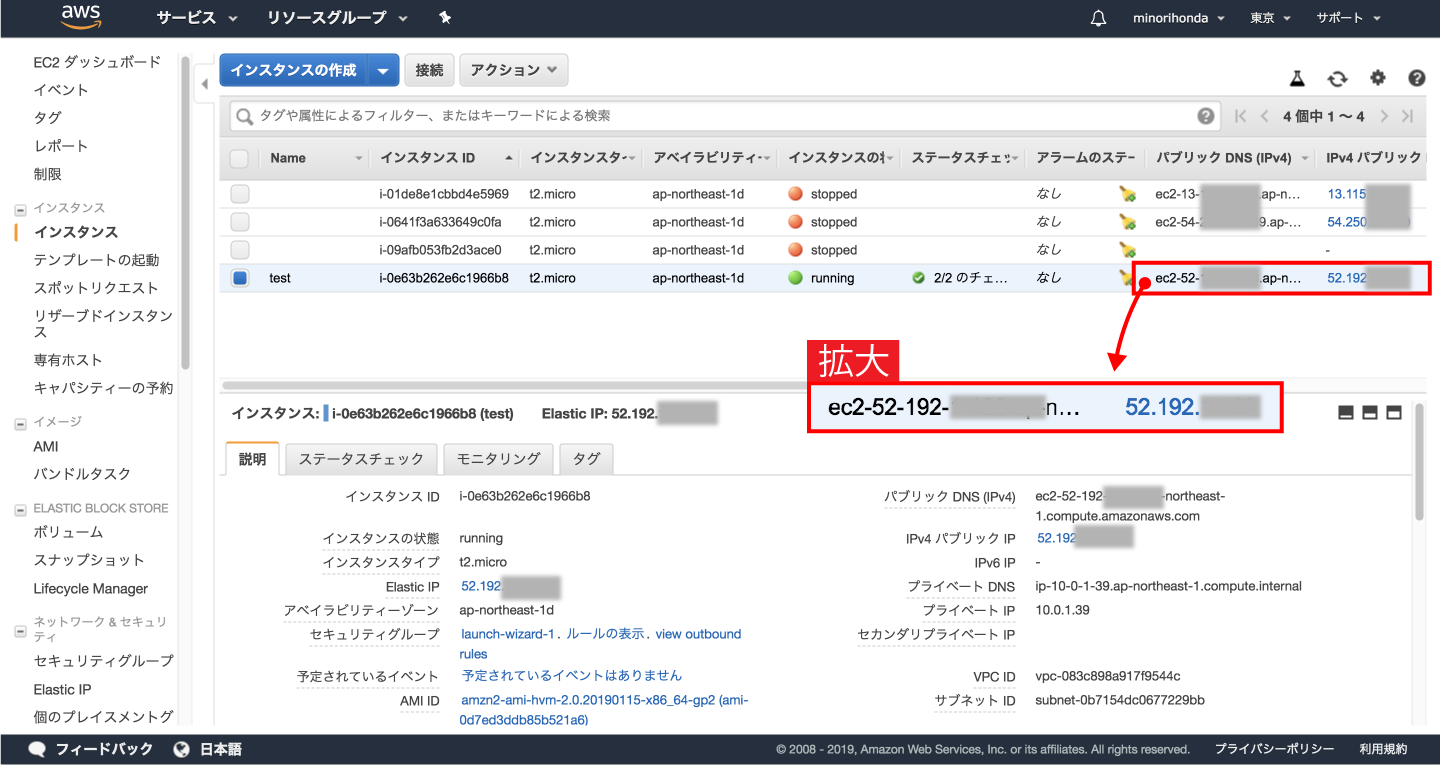 aws サービス リソースグループ minorihonda 東京 サポート
EC2 ダッシュボード
イベント
タグ
レポート
制限
インスタンス
インスタンス
テンプレートの起動
スポットリクエスト
リザーブドインスタン
ス
専有ホスト
キャパシティーの予約
イメージ
AMI
バンドルタスク
ELASTIC BLOCK STORE
ボリューム
スナップショット
Lifecycle Manager
ネットワーク & セキュリ
ティ
セキュリティグループ
Elastic IP
個のプレイスメントグ
インスタンスの作成 接続 アクション
タグや属性によるフィルター、またはキーワードによる検索 4 個中 1 ～ 4
Name インスタンス ID インスタンスター アベイラビリティー インスタンスの状 ステータスチェッ アラームのステー パブリック DNS (IPv4) IPv4 パブリック
i-01de8e1cbbd4e5969 t2.micro ap-northeast-1d stopped なし ec2-13- .ap-n… 13.115
i-0641f3a633649c0fa t2.micro ap-northeast-1d stopped なし ec2-54- 9.ap-… 54.250
i-09afb053fb2d3ace0 t2.micro ap-northeast-1d stopped なし -
test i-0e63b262e6c1966b8 t2.micro ap-northeast-1d running 2/2 のチェ… なし ec2-52- .ap-n… 52.192
拡大
ec2-52-192- n… 52.192.
インスタンス: i-0e63b262e6c1966b8 (test) Elastic IP: 52.192.
説明 ステータスチェック モニタリング タグ
インスタンス ID i-0e63b262e6c1966b8
インスタンスの状態 running
インスタンスタイプ t2.micro
Elastic IP 52.192
アベイラビリティーゾーン ap-northeast-1d
セキュリティグループ launch-wizard-1. ルールの表示. view outbound
rules
予定されているイベント 予定されているイベントはありません
AMI ID amzn2-ami-hvm-2.0.20190115-x86_64-gp2 (ami-
0d7ed3ddb85b521a6)
パブリック DNS (IPv4) ec2-52-192- -northeast-
1.compute.amazonaws.com
IPv4 パブリック IP 52.192
IPv6 IP -
プライベート DNS ip-10-0-1-39.ap-northeast-1.compute.internal
プライベート IP 10.0.1.39
セカンダリプライベート IP
VPC ID vpc-083c898a917f9544c
サブネット ID subnet-0b7154dc0677229bb
フィードバック 日本語 © 2008 - 2019, Amazon Web Services, Inc. or its affiliates. All rights reserved. プライバシーポリシー 利用規約